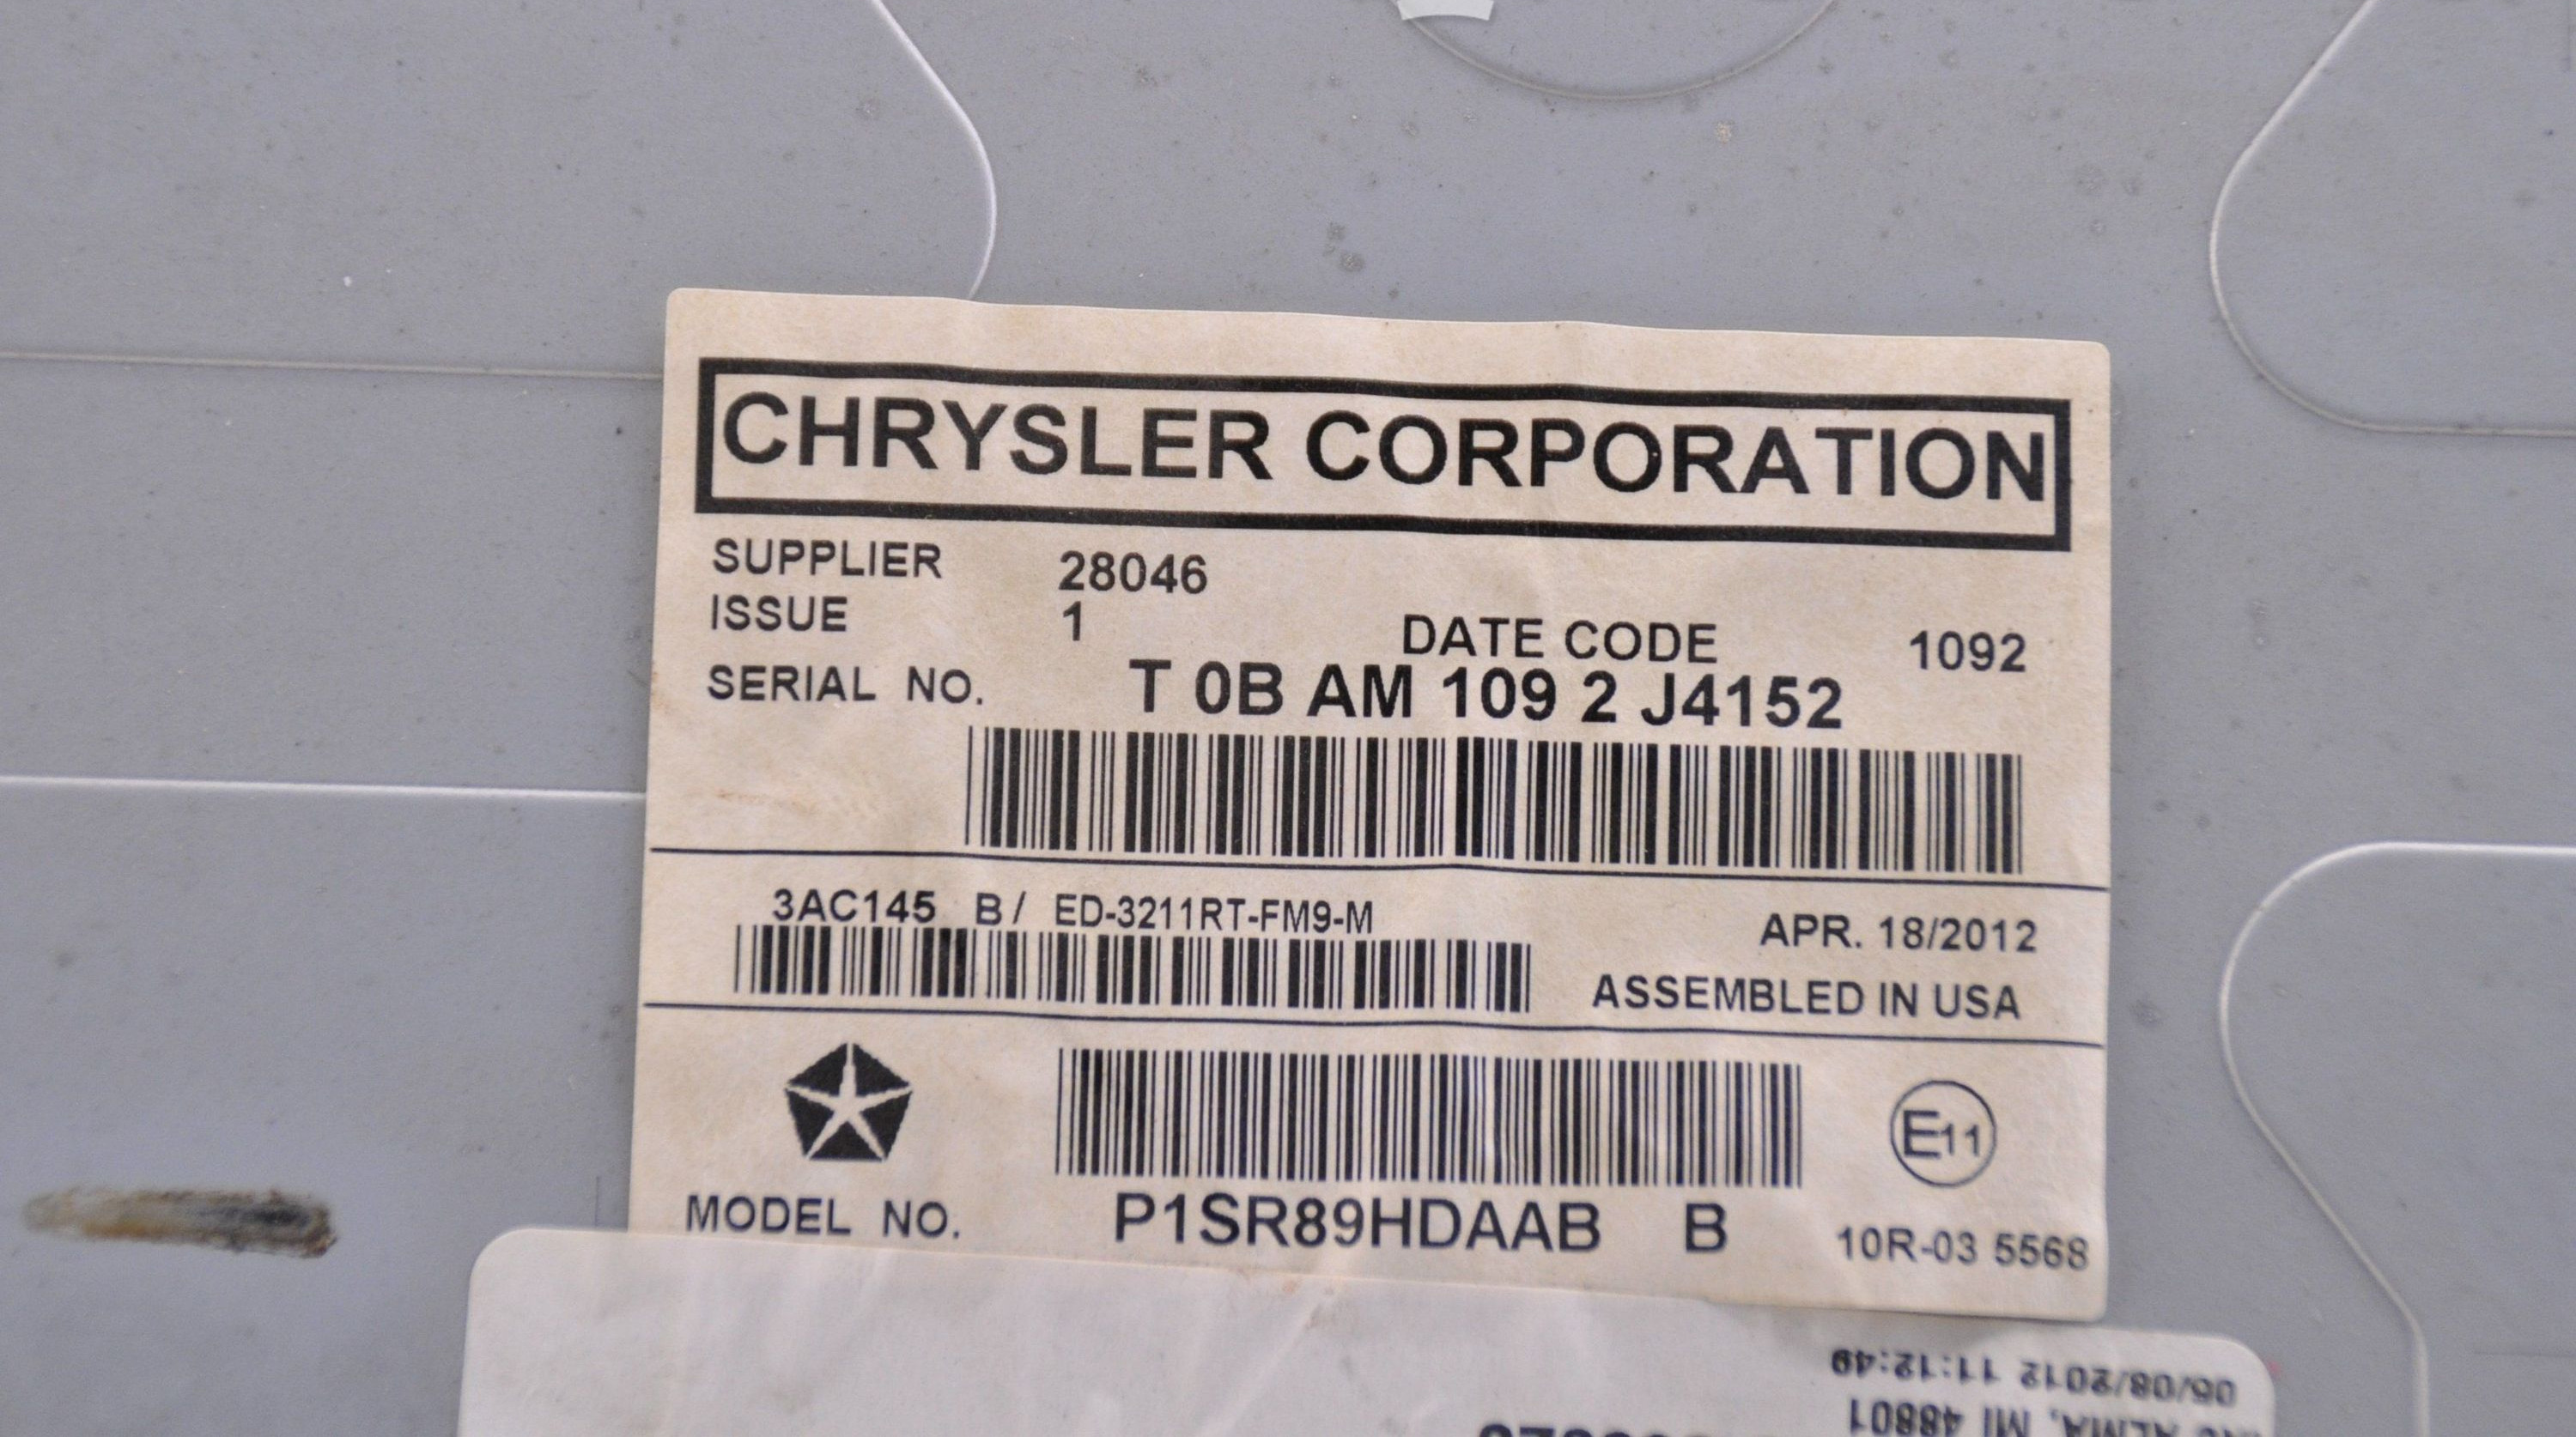 CHRYSLER CORPORATION
SUPPLIER 28046
ISSUE 1 DATE CODE 1092
SERIAL NO. T 0B AM 109 2 J4152
3AC145 B/ ED-3211RT-FM9-M
APR. 18/2012
ASSEMBLED IN USA
E11
MODEL NO. P1SR89HDAAB B
10R-03 5568
06/08/2012 11:12:49
ALMA, MI 48801